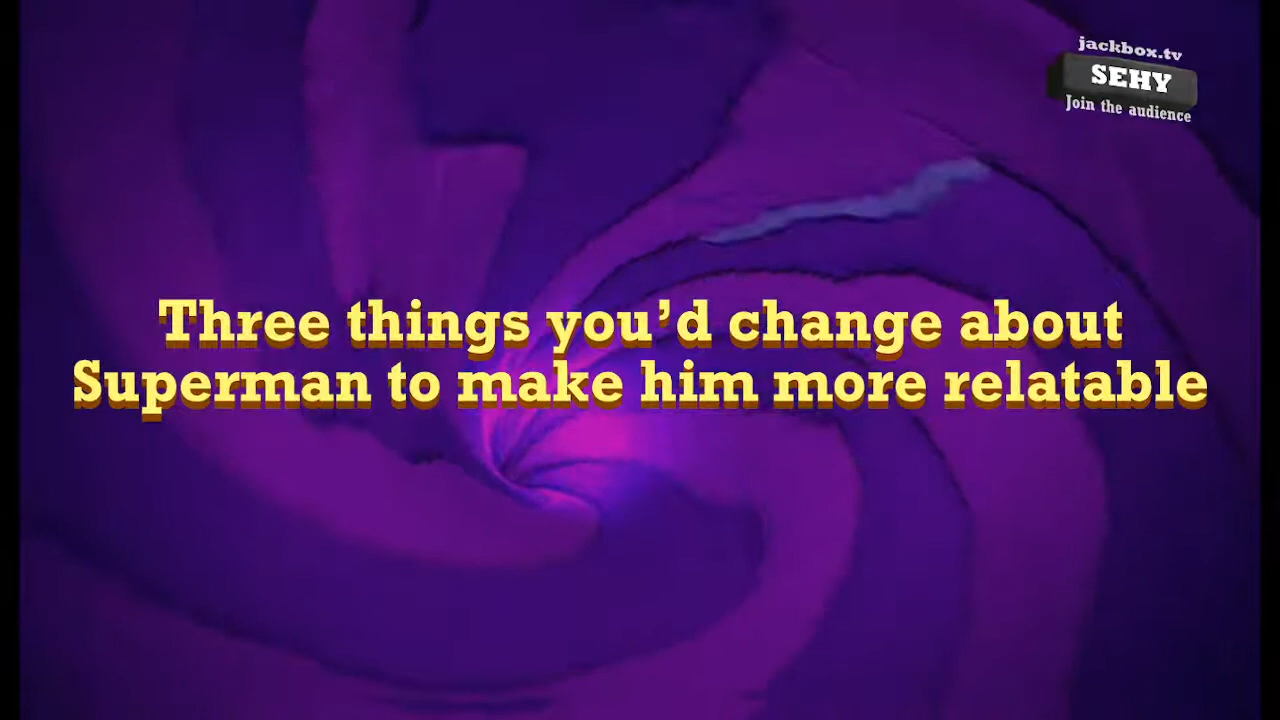 jackbox.tv
SEHY
Join the audience
Three things you'd change about
Superman to make him more relatable